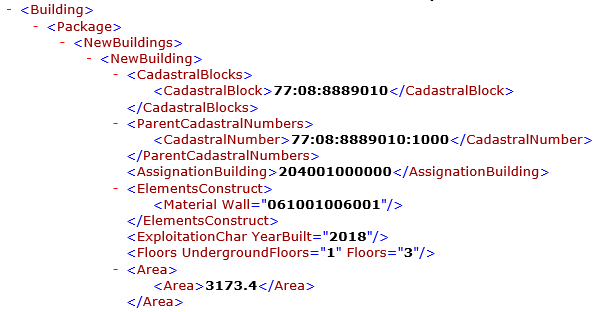 - <Building>
- <Package>
- <NewBuildings>
- <NewBuilding>
- <CadastralBlocks>
<CadastralBlock>77:08:8889010</CadastralBlock>
</CadastralBlocks>
- <ParentCadastralNumbers>
<CadastralNumber>77:08:8889010:1000</CadastralNumber>
</ParentCadastralNumbers>
<AssignationBuilding>204001000000</AssignationBuilding>
- <ElementsConstruct>
<Material Wall="061001006001"/>
</ElementsConstruct>
<ExploitationChar YearBuilt="2018"/>
<Floors UndergroundFloors="1" Floors="3"/>
- <Area>
<Area>3173.4</Area>
</Area>